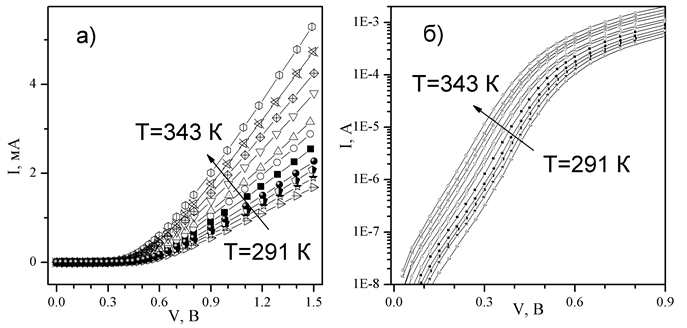 а)
T=343 K
T=291 K
I, мА
4
2
0
0.0 0.3 0.6 0.9 1.2 1.5
V, В
б)
T=343 K
T=291 K
I, А
1E-3
1E-4
1E-5
1E-6
1E-7
1E-8
0.0 0.3 0.6 0.9
V, В